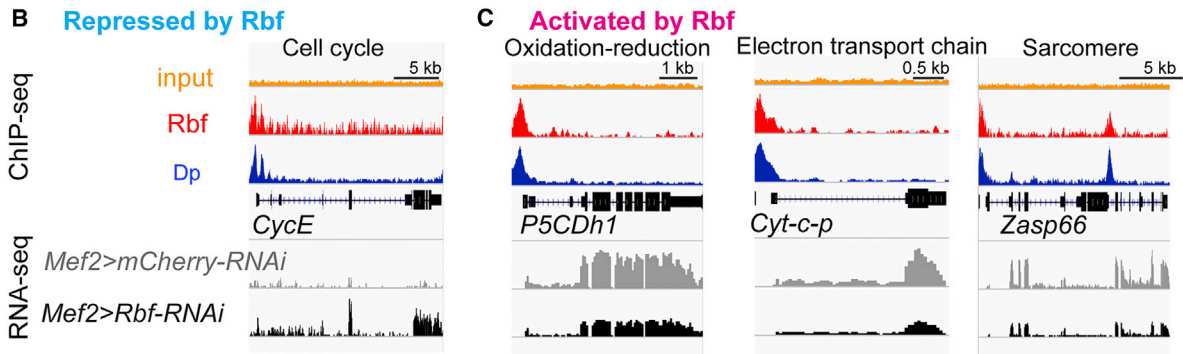 B Repressed by Rbf
C Activated by Rbf
Cell cycle
Oxidation-reduction
Electron transport chain
Sarcomere
5 kb
1 kb
0.5 kb
5 kb
ChIP-seq
input
Rbf
Dp
CycE
P5CDh1
Cyt-c-p
Zasp66
RNA-seq
Mef2>mCherry-RNAi
Mef2>Rbf-RNAi